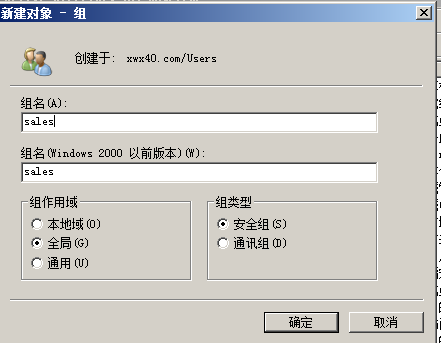 新建对象 - 组
创建于: xwx40.com/Users
组名(A):
sales
组名(Windows 2000 以前版本)(W):
sales
组作用域
本地域(O)
全局(G)
通用(U)
组类型
安全组(S)
通讯组(D)
确定
取消